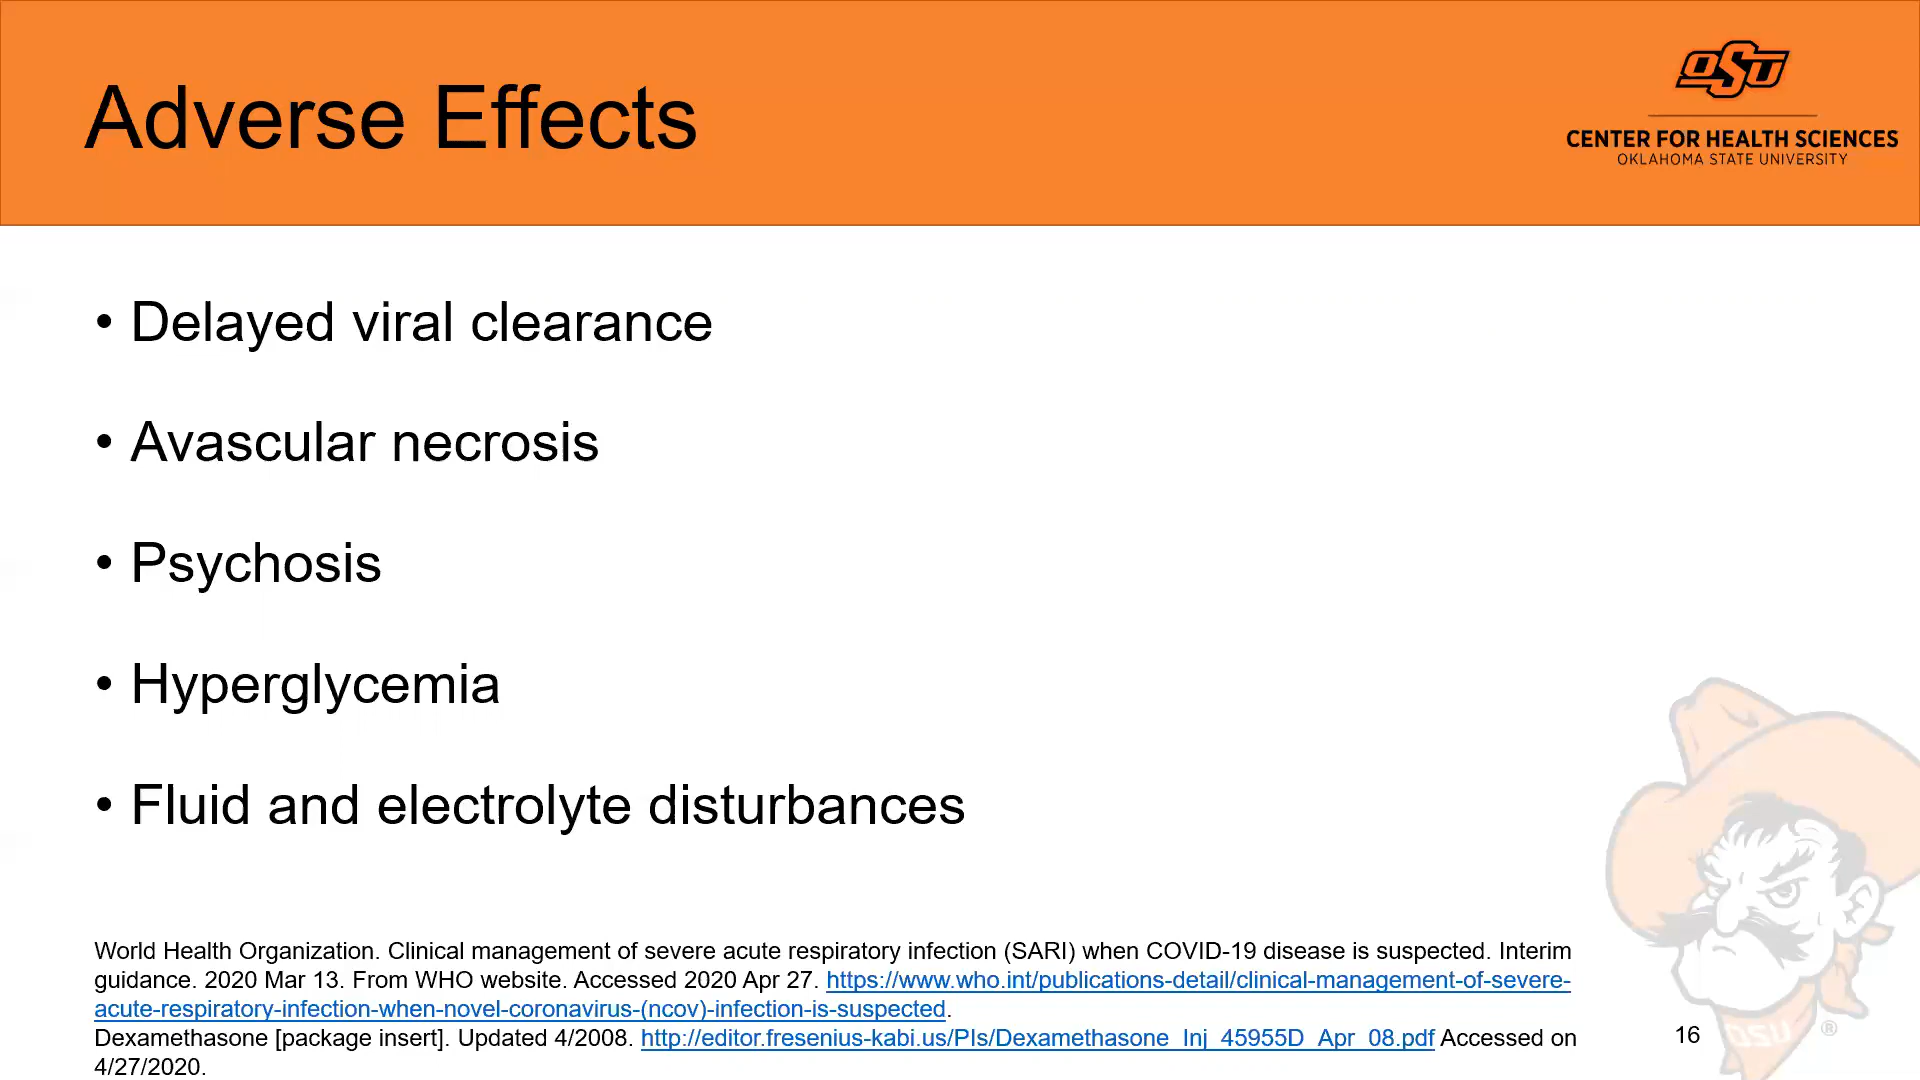 Adverse Effects
OSU
CENTER FOR HEALTH SCIENCES
OKLAHOMA STATE UNIVERSITY
• Delayed viral clearance
• Avascular necrosis
• Psychosis
• Hyperglycemia
• Fluid and electrolyte disturbances
World Health Organization. Clinical management of severe acute respiratory infection (SARI) when COVID-19 disease is suspected. Interim
guidance. 2020 Mar 13. From WHO website. Accessed 2020 Apr 27. https://www.who.int/publications-detail/clinical-management-of-severe-
acute-respiratory-infection-when-novel-coronavirus-(ncov)-infection-is-suspected.
Dexamethasone [package insert]. Updated 4/2008. http://editor.fresenius-kabi.us/PIs/Dexamethasone_Inj_45955D_Apr_08.pdf Accessed on
4/27/2020.
16
OSU ®